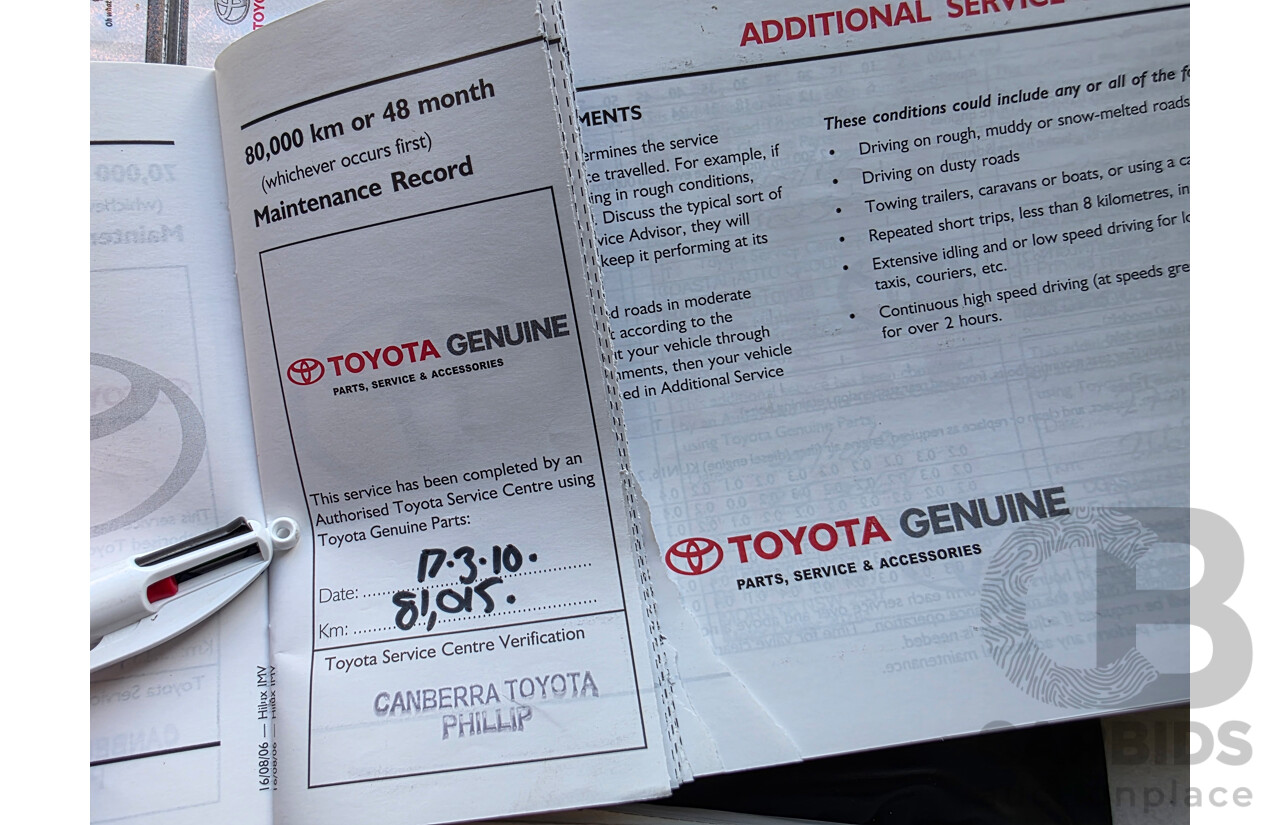 80,000 km or 48 month
(whichever occurs first)
Maintenance Record
TOYOTA GENUINE
PARTS, SERVICE & ACCESSORIES
This service has been completed by an
Authorised Toyota Service Centre using
Toyota Genuine Parts:
Date: 17.3.10.
Km: 81,015.
Toyota Service Centre Verification
CANBERRA TOYOTA
PHILLIP
16/08/06 — Hilux IMV
ADDITIONAL SERVICE
MENTS
ermines the service
ce travelled. For example, if
ing in rough conditions,
Discuss the typical sort of
vice Advisor, they will
keep it performing at its
d roads in moderate
t according to the
ut your vehicle through
nments, then your vehicle
ed in Additional Service
These conditions could include any or all of the fo
• Driving on rough, muddy or snow-melted roads
• Driving on dusty roads
• Towing trailers, caravans or boats, or using a ca
• Repeated short trips, less than 8 kilometres, in
• Extensive idling and or low speed driving for lo
taxis, couriers, etc.
• Continuous high speed driving (at speeds gre
for over 2 hours.
TOYOTA GENUINE
PARTS, SERVICE & ACCESSORIES